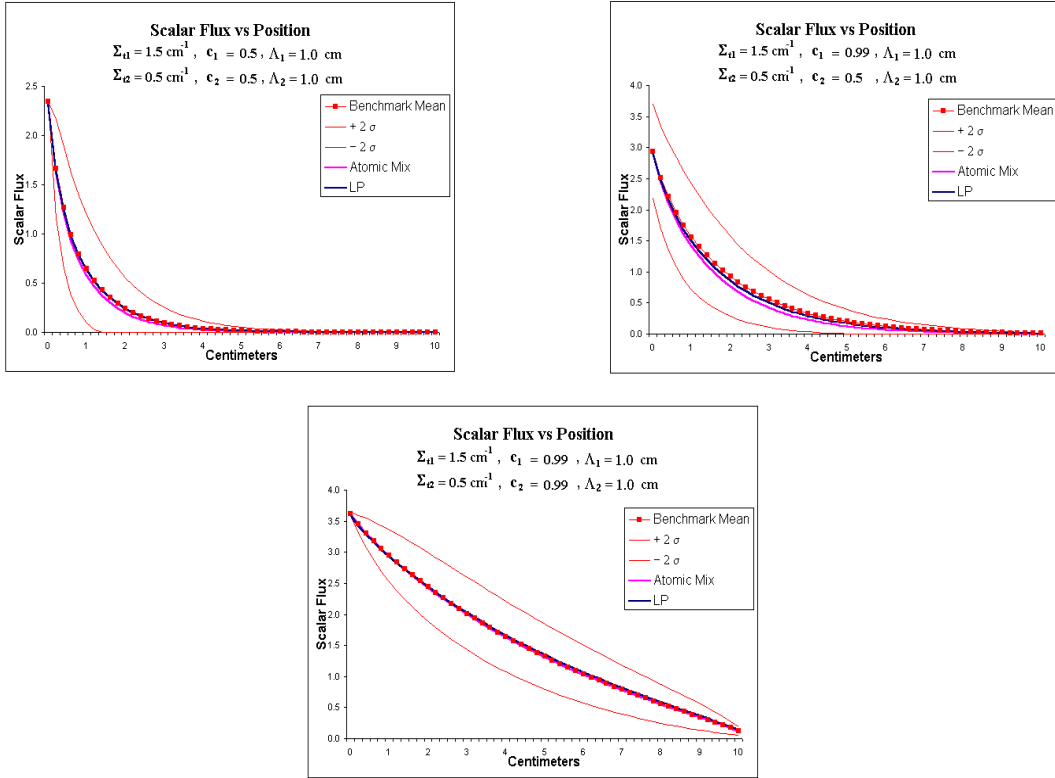 Scalar Flux vs Position
Σt1 = 1.5 cm-1 , c1 = 0.5 , Λ1 = 1.0 cm
Σt2 = 0.5 cm-1 , c2 = 0.5 , Λ2 = 1.0 cm
Benchmark Mean
+ 2 σ
− 2 σ
Atomic Mix
LP
2.5
2.0
1.5
1.0
0.5
0.0
Scalar Flux
0 1 2 3 4 5 6 7 8 9 10
Centimeters
Scalar Flux vs Position
Σt1 = 1.5 cm-1 , c1 = 0.99 , Λ1 = 1.0 cm
Σt2 = 0.5 cm-1 , c2 = 0.5 , Λ2 = 1.0 cm
Benchmark Mean
+ 2 σ
− 2 σ
Atomic Mix
LP
4.0
3.5
3.0
2.5
2.0
1.5
1.0
0.5
0.0
Scalar Flux
0 1 2 3 4 5 6 7 8 9 10
Centimeters
Scalar Flux vs Position
Σt1 = 1.5 cm-1 , c1 = 0.99 , Λ1 = 1.0 cm
Σt2 = 0.5 cm-1 , c2 = 0.99 , Λ2 = 1.0 cm
Benchmark Mean
+ 2 σ
− 2 σ
Atomic Mix
LP
4.0
3.5
3.0
2.5
2.0
1.5
1.0
0.5
0.0
Scalar Flux
0 1 2 3 4 5 6 7 8 9 10
Centimeters